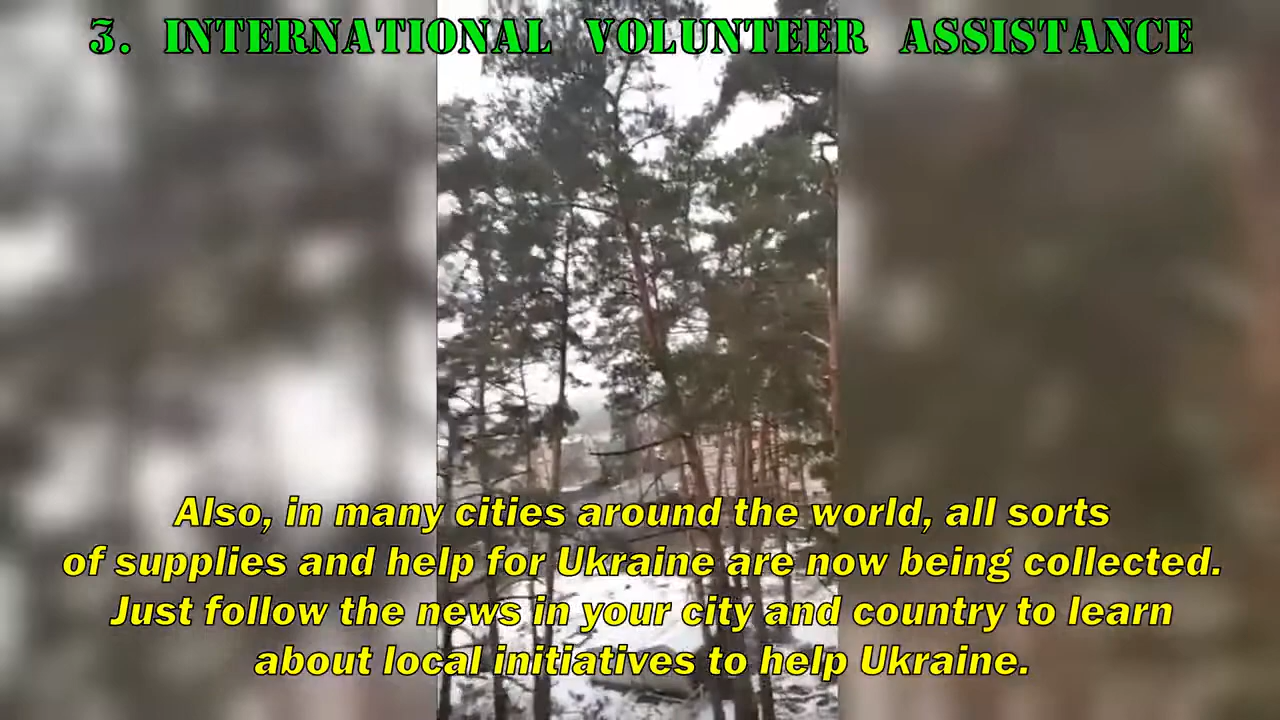 3. INTERNATIONAL VOLUNTEER ASSISTANCE
Also, in many cities around the world, all sorts
of supplies and help for Ukraine are now being collected.
Just follow the news in your city and country to learn
about local initiatives to help Ukraine.